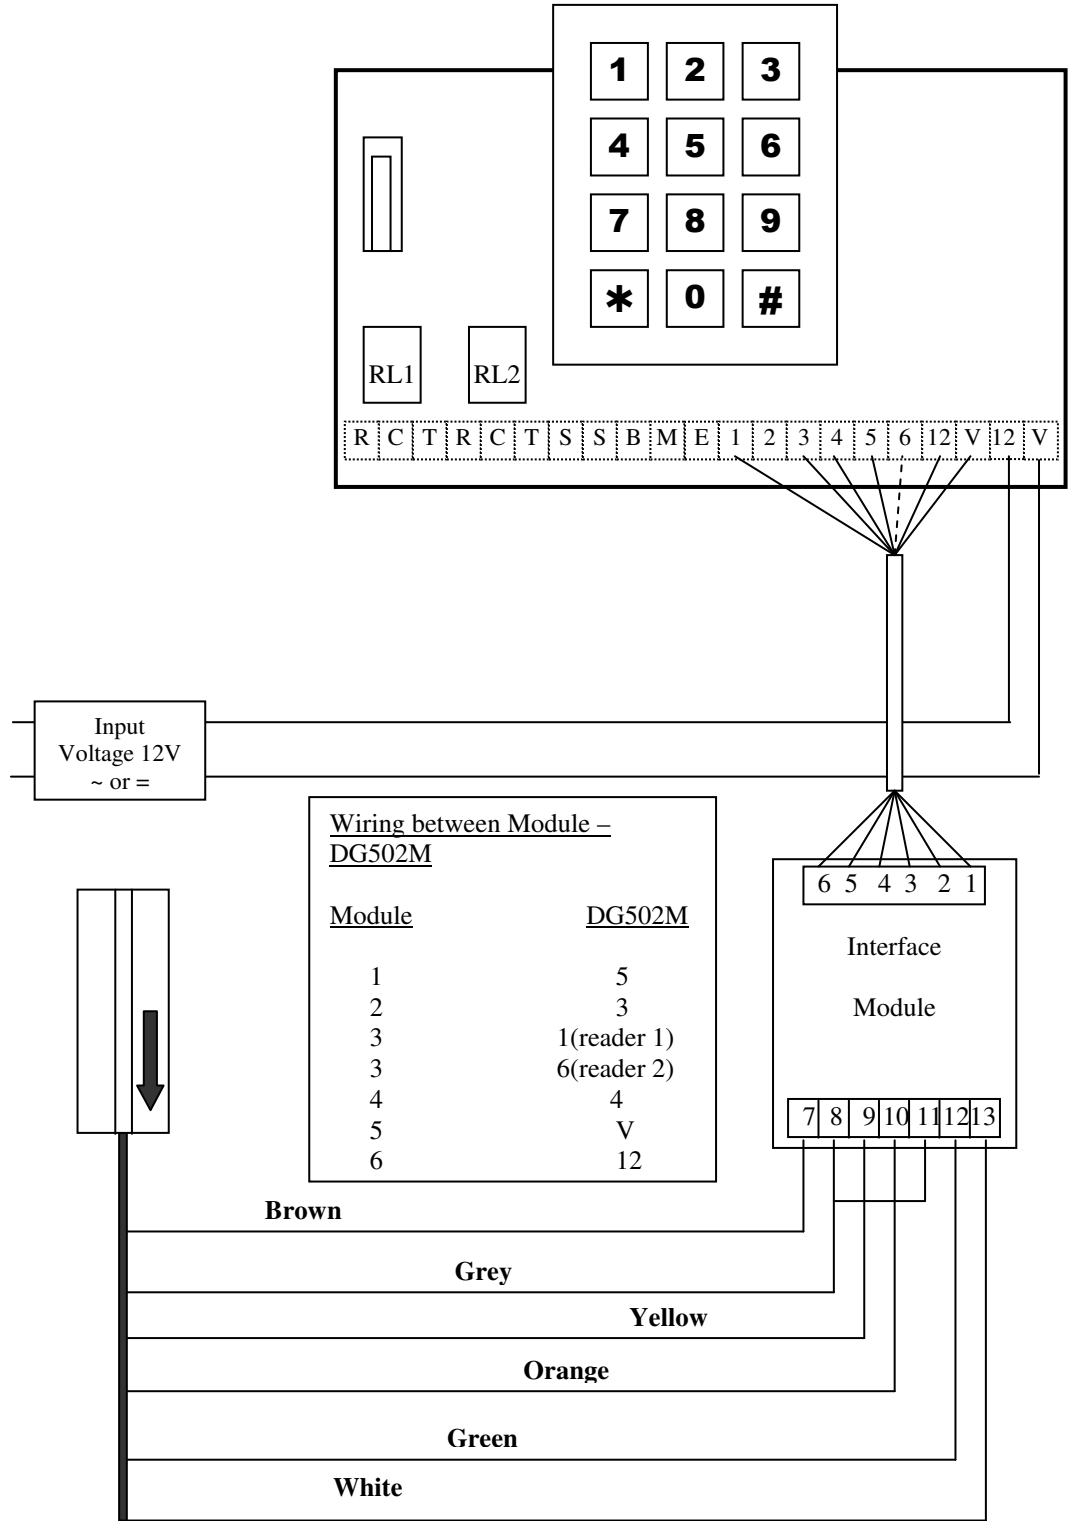 1 2 3
4 5 6
7 8 9
* 0 #
RL1 RL2
R C T R C T S S B M E 1 2 3 4 5 6 12 V 12 V
Input
Voltage 12V
~ or =
Wiring between Module –
DG502M
Module DG502M
1 5
2 3
3 1(reader 1)
3 6(reader 2)
4 4
5 V
6 12
6 5 4 3 2 1
Interface
Module
7 8 9 10 11 12 13
Brown
Grey
Yellow
Orange
Green
White